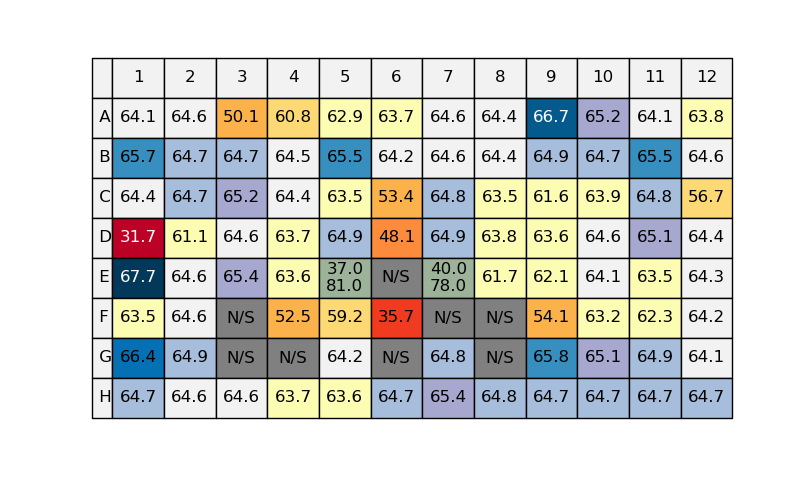 1 2 3 4 5 6 7 8 9 10 11 12
A 64.1 64.6 50.1 60.8 62.9 63.7 64.6 64.4 66.7 65.2 64.1 63.8
B 65.7 64.7 64.7 64.5 65.5 64.2 64.6 64.4 64.9 64.7 65.5 64.6
C 64.4 64.7 65.2 64.4 63.5 53.4 64.8 63.5 61.6 63.9 64.8 56.7
D 31.7 61.1 64.6 63.7 64.9 48.1 64.9 63.8 63.6 64.6 65.1 64.4
E 67.7 64.6 65.4 63.6 37.0 81.0 N/S 40.0 78.0 61.7 62.1 64.1 63.5 64.3
F 63.5 64.6 N/S 52.5 59.2 35.7 N/S N/S 54.1 63.2 62.3 64.2
G 66.4 64.9 N/S N/S 64.2 N/S 64.8 N/S 65.8 65.1 64.9 64.1
H 64.7 64.6 64.6 63.7 63.6 64.7 65.4 64.8 64.7 64.7 64.7 64.7